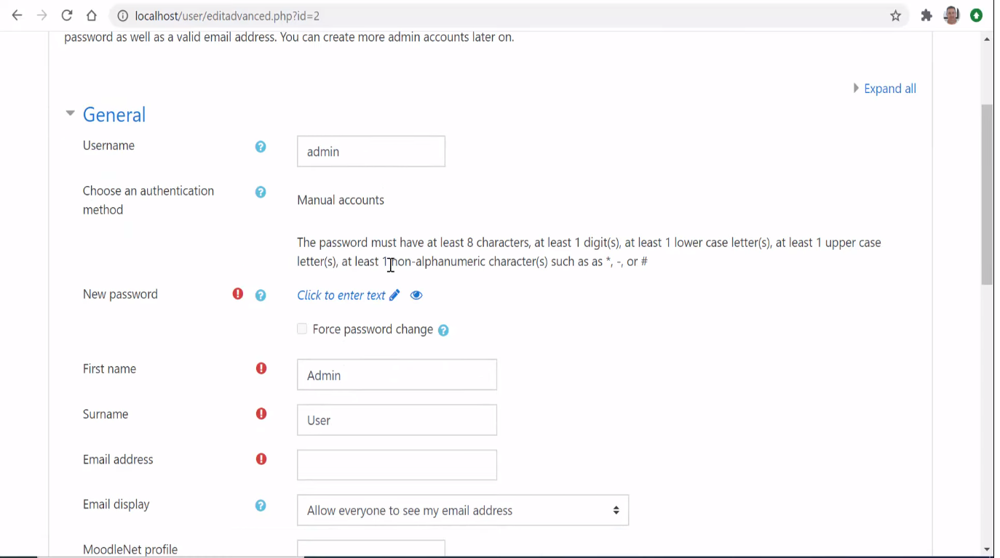 localhost/user/editadvanced.php?id=2
password as well as a valid email address. You can create more admin accounts later on.
Expand all
General
Username
admin
Choose an authentication
method
Manual accounts
The password must have at least 8 characters, at least 1 digit(s), at least 1 lower case letter(s), at least 1 upper case
letter(s), at least 1 non-alphanumeric character(s) such as as *, -, or #
New password
Click to enter text
Force password change
First name
Admin
Surname
User
Email address
Email display
Allow everyone to see my email address
MoodleNet profile